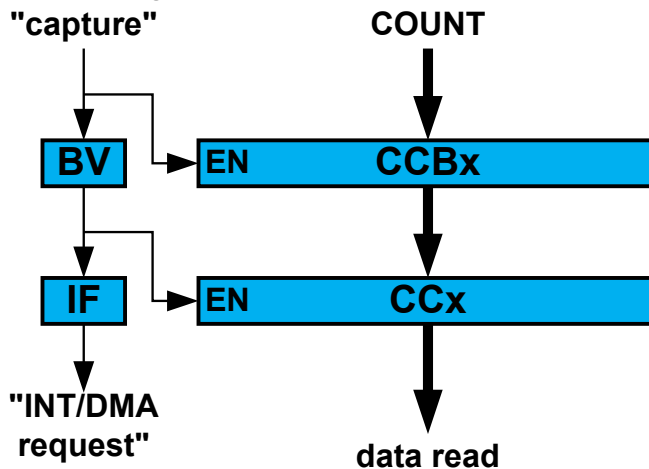 "capture"
COUNT
BV
EN
CCBx
IF
EN
CCx
"INT/DMA
request"
data read